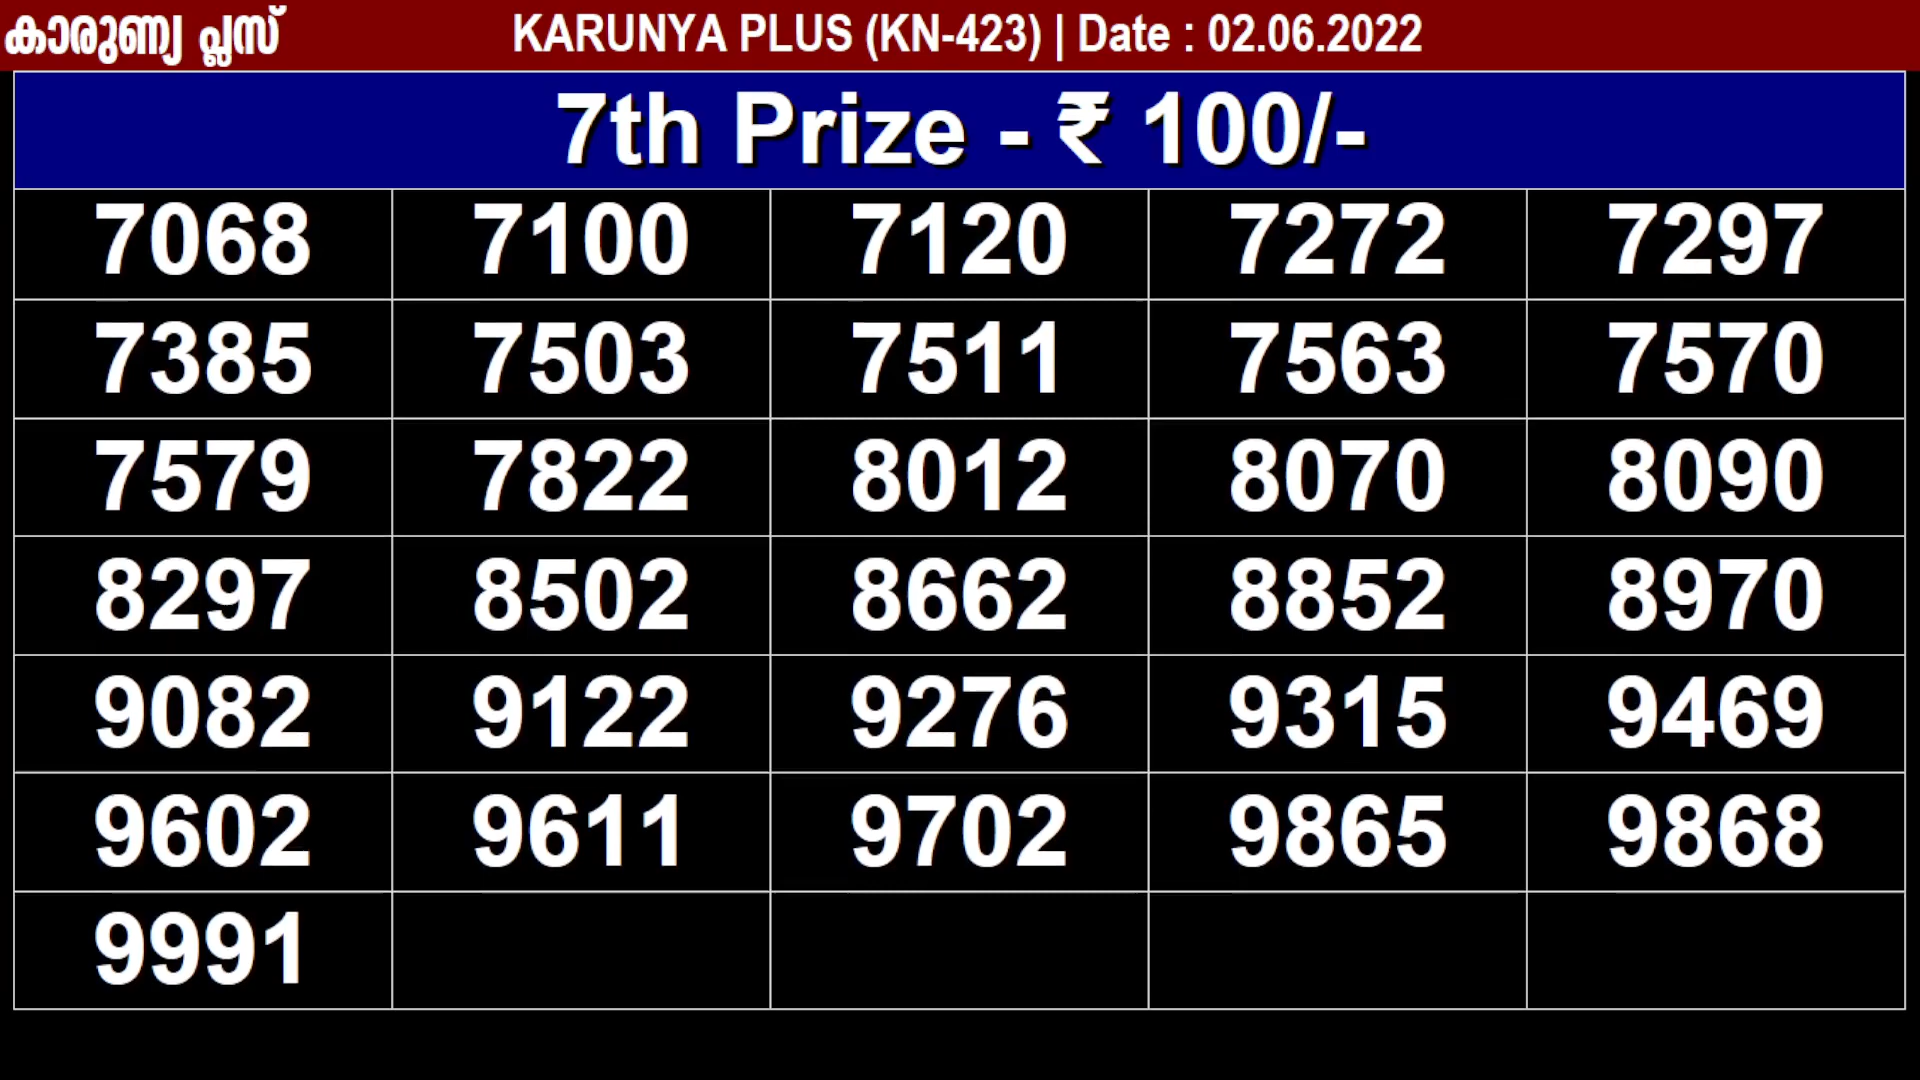 കാരുണ്യ പ്ലസ് KARUNYA PLUS (KN-423) | Date : 02.06.2022
7th Prize - ₹ 100/-
7068 7100 7120 7272 7297
7385 7503 7511 7563 7570
7579 7822 8012 8070 8090
8297 8502 8662 8852 8970
9082 9122 9276 9315 9469
9602 9611 9702 9865 9868
9991